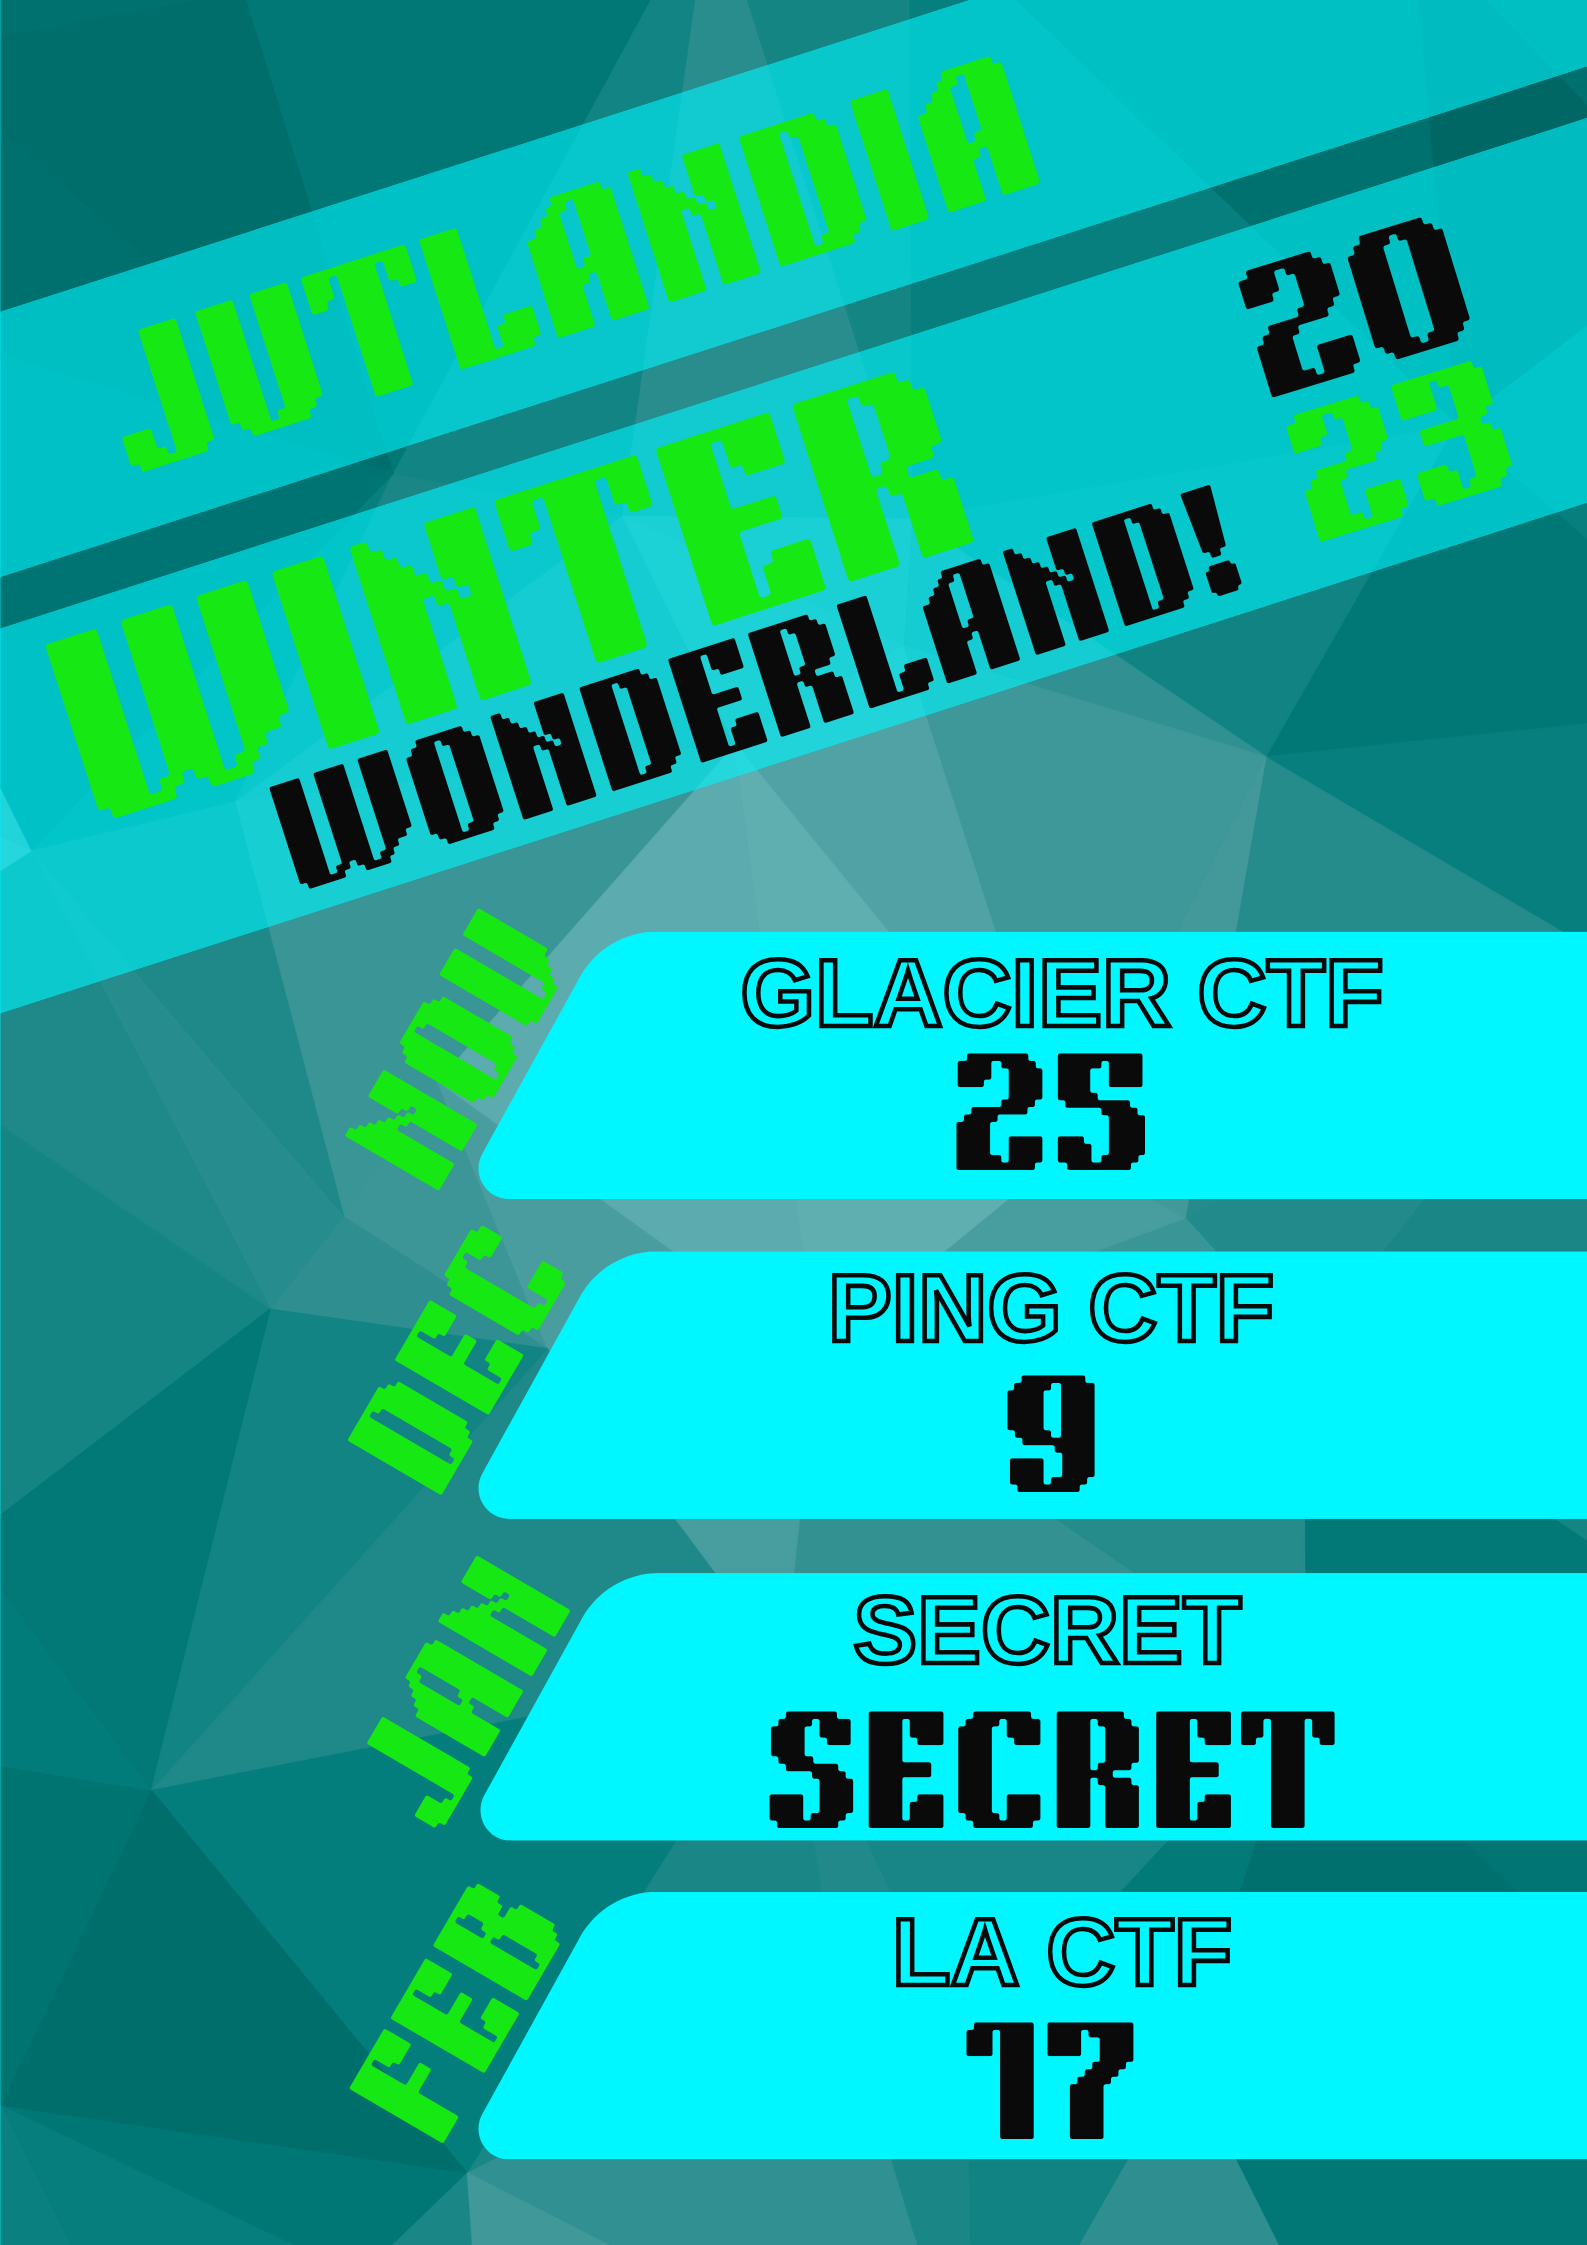 JUTLANDIA
WINTER
WONDERLAND!
20
23
NOV
GLACIER CTF
25
DEC
PING CTF
9
JAN
SECRET
SECRET
FEB
LA CTF
17